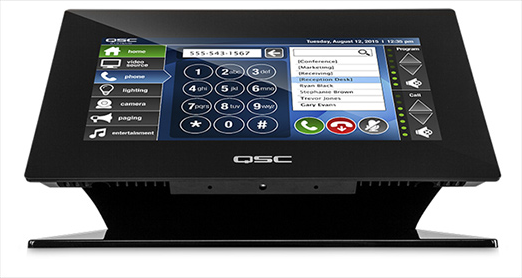 QSC
Tuesday, August 12, 2015 | 12:35 pm
home
video source
phone
lighting
camera
paging
entertainment
555-543-1567
1 2abc 3def
4ghi 5jkl 6mno
7pqrs 8tuv 9wxyz
* 0 #
(Conference)
(Marketing)
(Receiving)
(Reception Desk)
Ryan Black
Stephanie Brown
Trevor Jones
Gary Evans
Program
Call
QSC